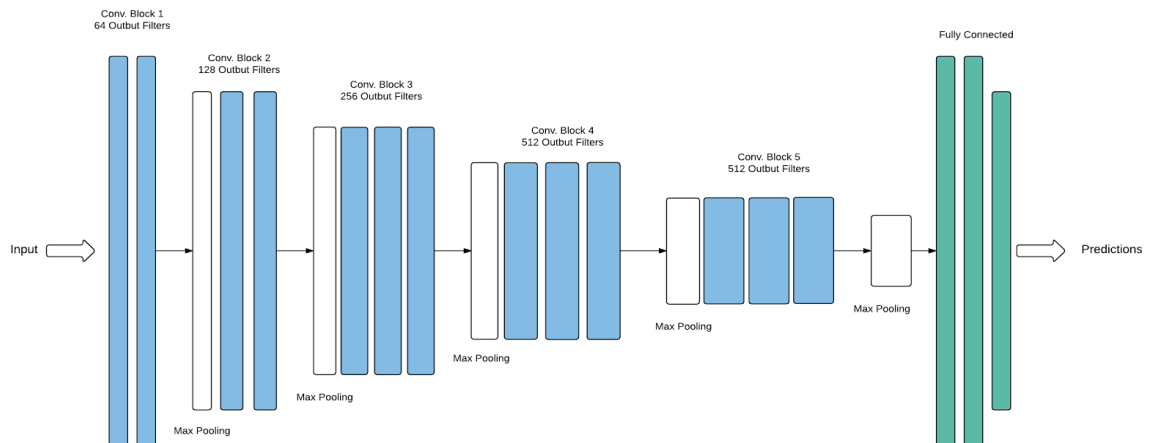 Conv. Block 1
64 Outbut Filters
Conv. Block 2
128 Outbut Filters
Conv. Block 3
256 Outbut Filters
Conv. Block 4
512 Outbut Filters
Conv. Block 5
512 Outbut Filters
Fully Connected
Input
Predictions
Max Pooling
Max Pooling
Max Pooling
Max Pooling
Max Pooling